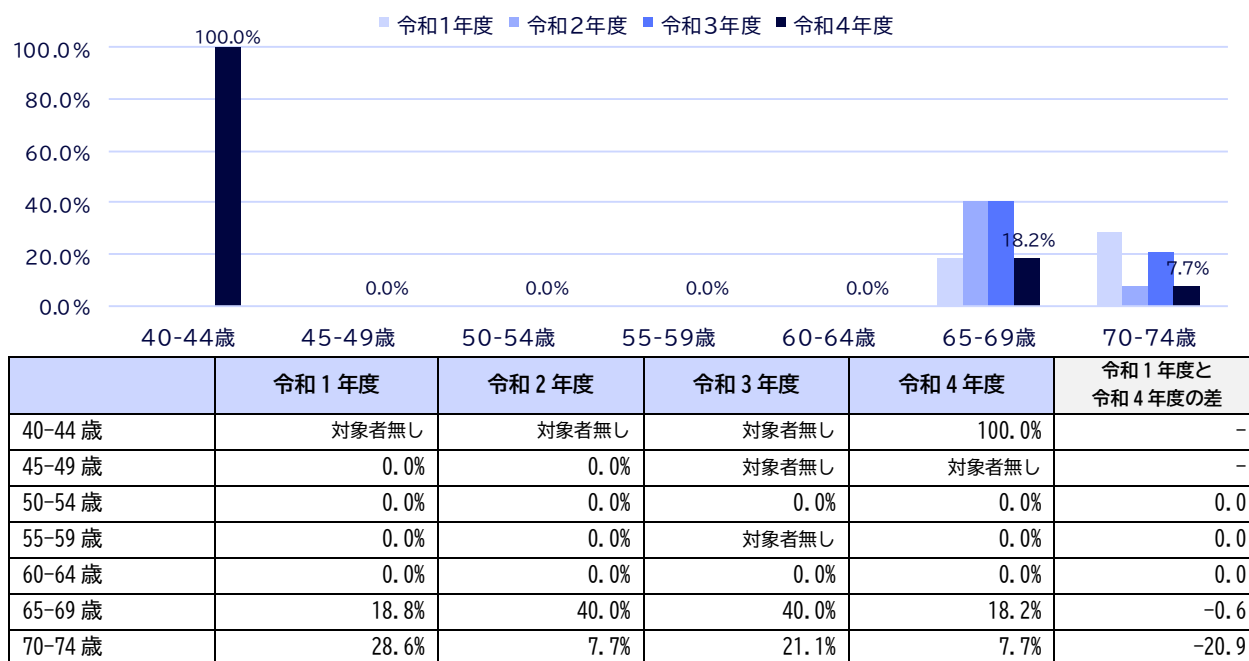 令和1年度 令和2年度 令和3年度 令和4年度
100.0%
80.0%
60.0%
40.0%
20.0%
0.0%
100.0%
0.0% 0.0% 0.0% 0.0% 18.2% 7.7%
40-44歳 45-49歳 50-54歳 55-59歳 60-64歳 65-69歳 70-74歳
令和1年度 令和2年度 令和3年度 令和4年度 令和1年度と
令和4年度の差
40-44歳 対象者無し 対象者無し 対象者無し 100.0% -
45-49歳 0.0% 0.0% 対象者無し 対象者無し -
50-54歳 0.0% 0.0% 0.0% 0.0% 0.0
55-59歳 0.0% 0.0% 対象者無し 0.0% 0.0
60-64歳 0.0% 0.0% 0.0% 0.0% 0.0
65-69歳 18.8% 40.0% 40.0% 18.2% -0.6
70-74歳 28.6% 7.7% 21.1% 7.7% -20.9